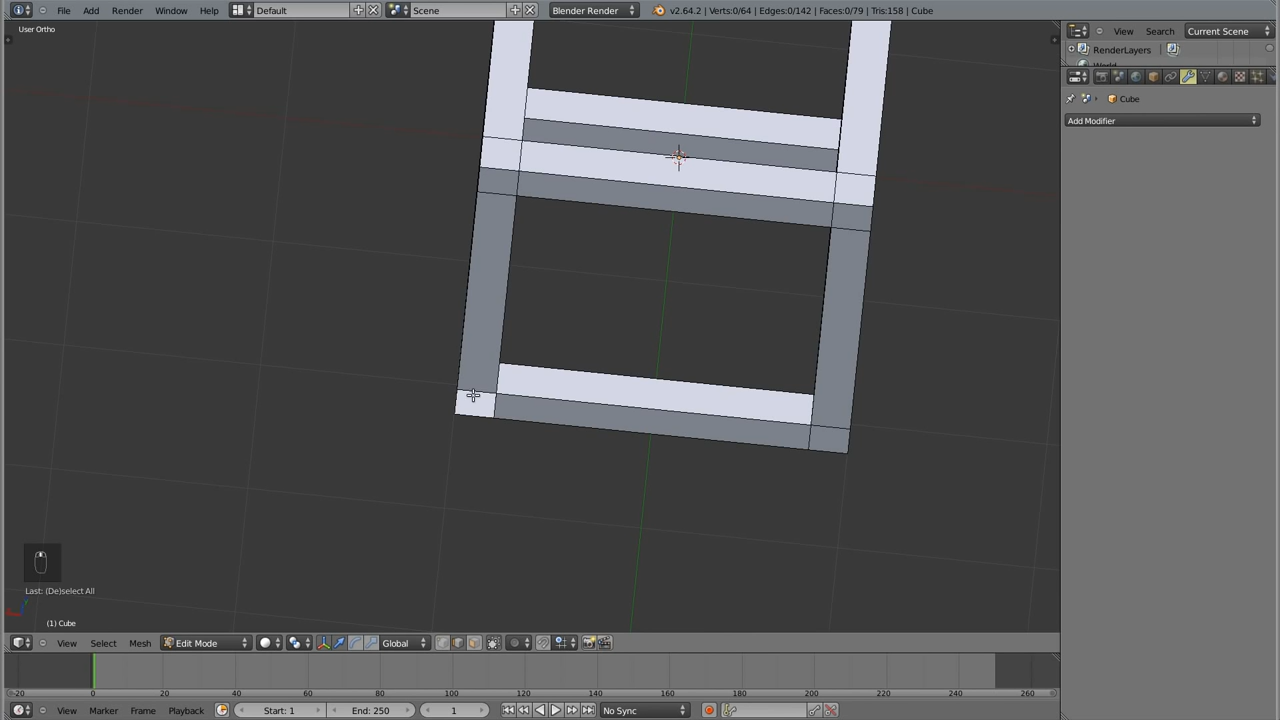 File Add Render Window Help Default Scene Blender Render v2.64.2 | Verts:0/64 | Edges:0/142 | Faces:0/79 | Tris:158 | Cube
User Ortho
View Search Current Scene
RenderLayers
Cube
Add Modifier
Last: (De)select All
(1) Cube
View Select Mesh Edit Mode Global
-20 0 20 40 60 80 100 120 140 160 180 200 220 240 260
View Marker Frame Playback Start: 1 End: 250 1 No Sync